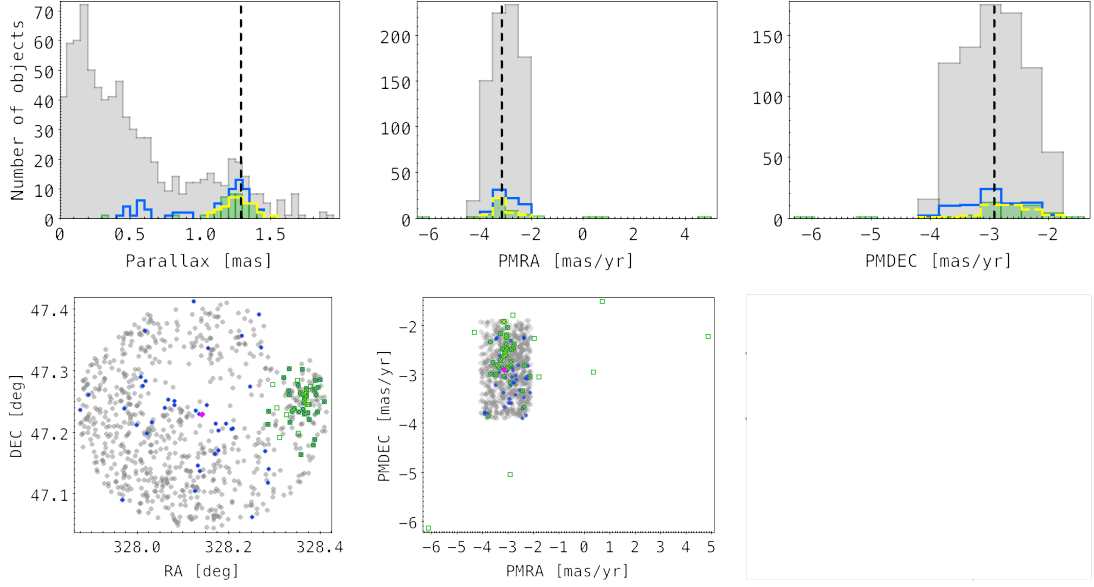 Number of objects
70
60
50
40
30
20
10
0
0 0.5 1.0 1.5
Parallax [mas]
200
150
100
50
0
−6 −4 −2 0 2 4
PMRA [mas/yr]
150
100
50
0
−6 −5 −4 −3 −2
PMDEC [mas/yr]
DEC [deg]
47.4
47.3
47.2
47.1
328.0 328.2 328.4
RA [deg]
PMDEC [mas/yr]
−2
−3
−4
−5
−6
−6 −5 −4 −3 −2 −1 0 1 2 3 4 5
PMRA [mas/yr]